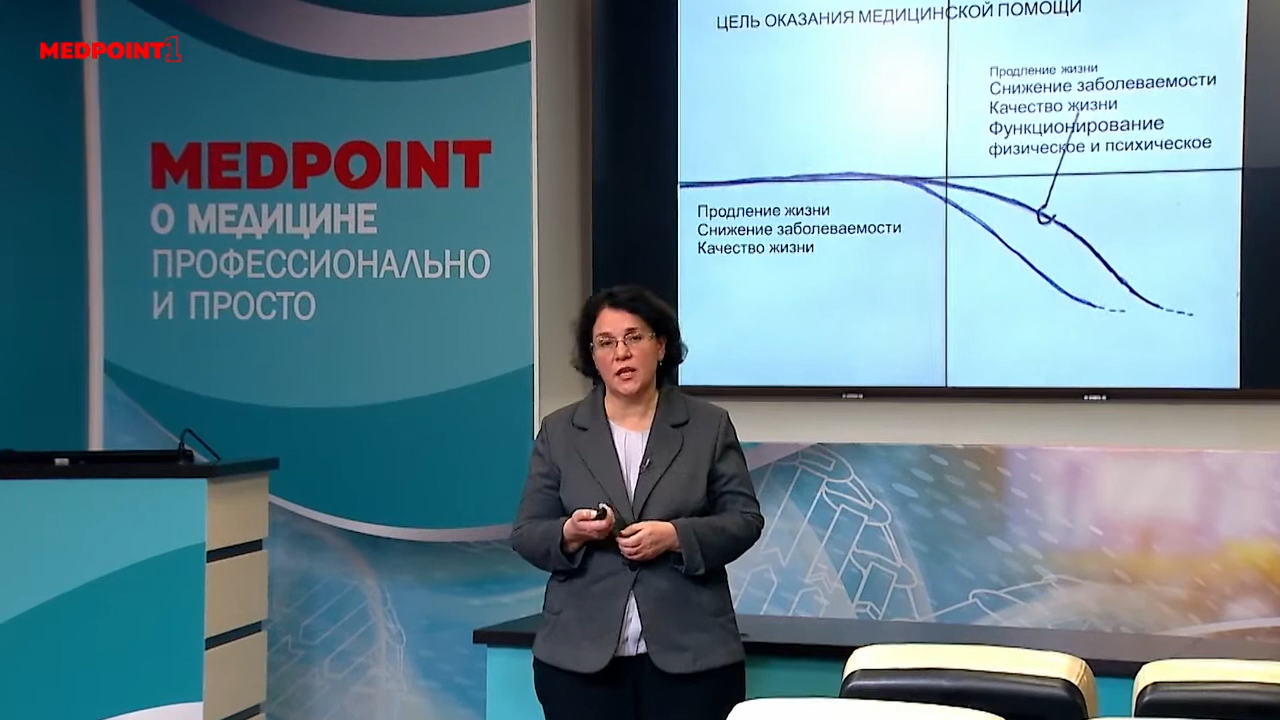 MEDPOINT1
MEDPOINT
О МЕДИЦИНЕ
ПРОФЕССИОНАЛЬНО
И ПРОСТО
ЦЕЛЬ ОКАЗАНИЯ МЕДИЦИНСКОЙ ПОМОЩИ
Продление жизни
Снижение заболеваемости
Качество жизни
Функционирование
физическое и психическое
Продление жизни
Снижение заболеваемости
Качество жизни